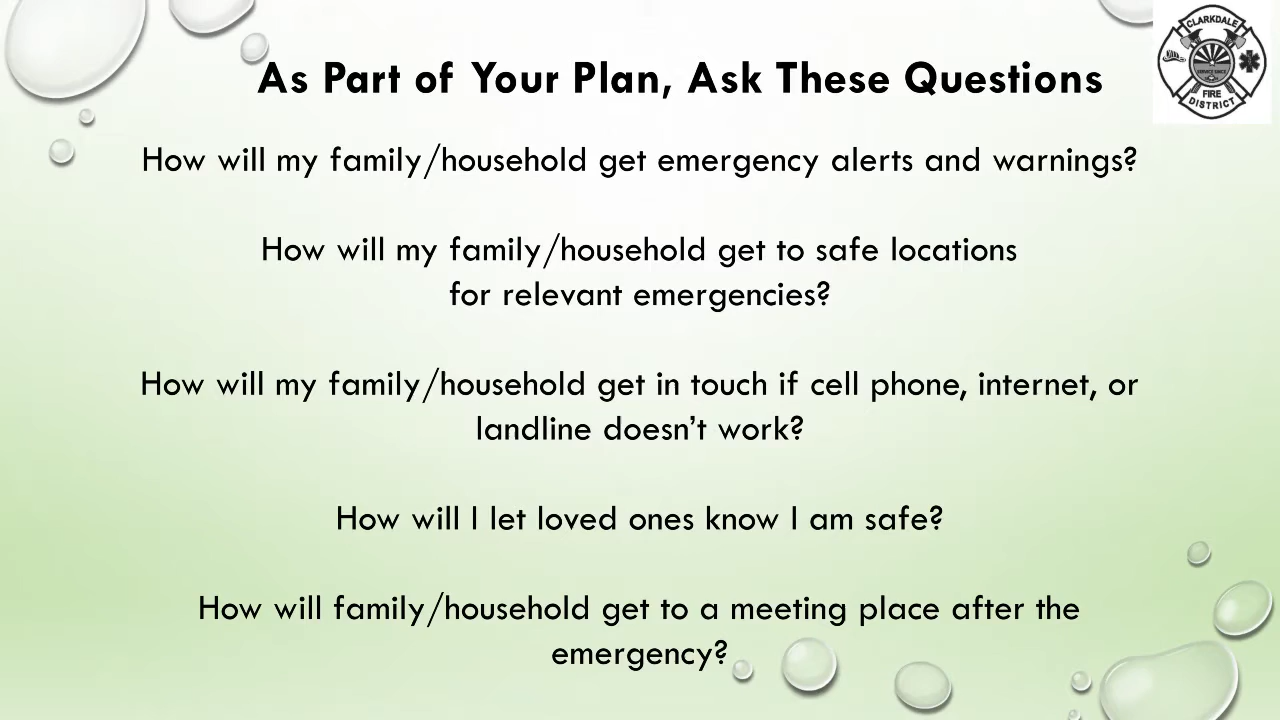 As Part of Your Plan, Ask These Questions
CLARKDALE
FIRE
DISTRICT
How will my family/household get emergency alerts and warnings?
How will my family/household get to safe locations
for relevant emergencies?
How will my family/household get in touch if cell phone, internet, or
landline doesn’t work?
How will I let loved ones know I am safe?
How will family/household get to a meeting place after the
emergency?